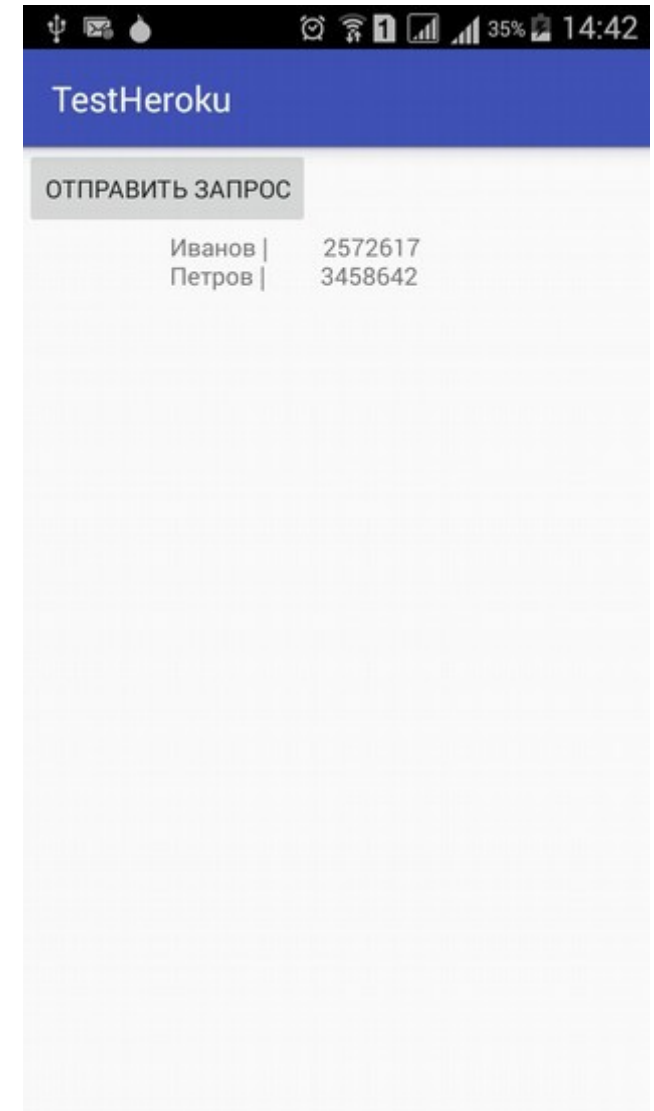 35% 14:42
TestHeroku
ОТПРАВИТЬ ЗАПРОС
Иванов | 2572617
Петров | 3458642